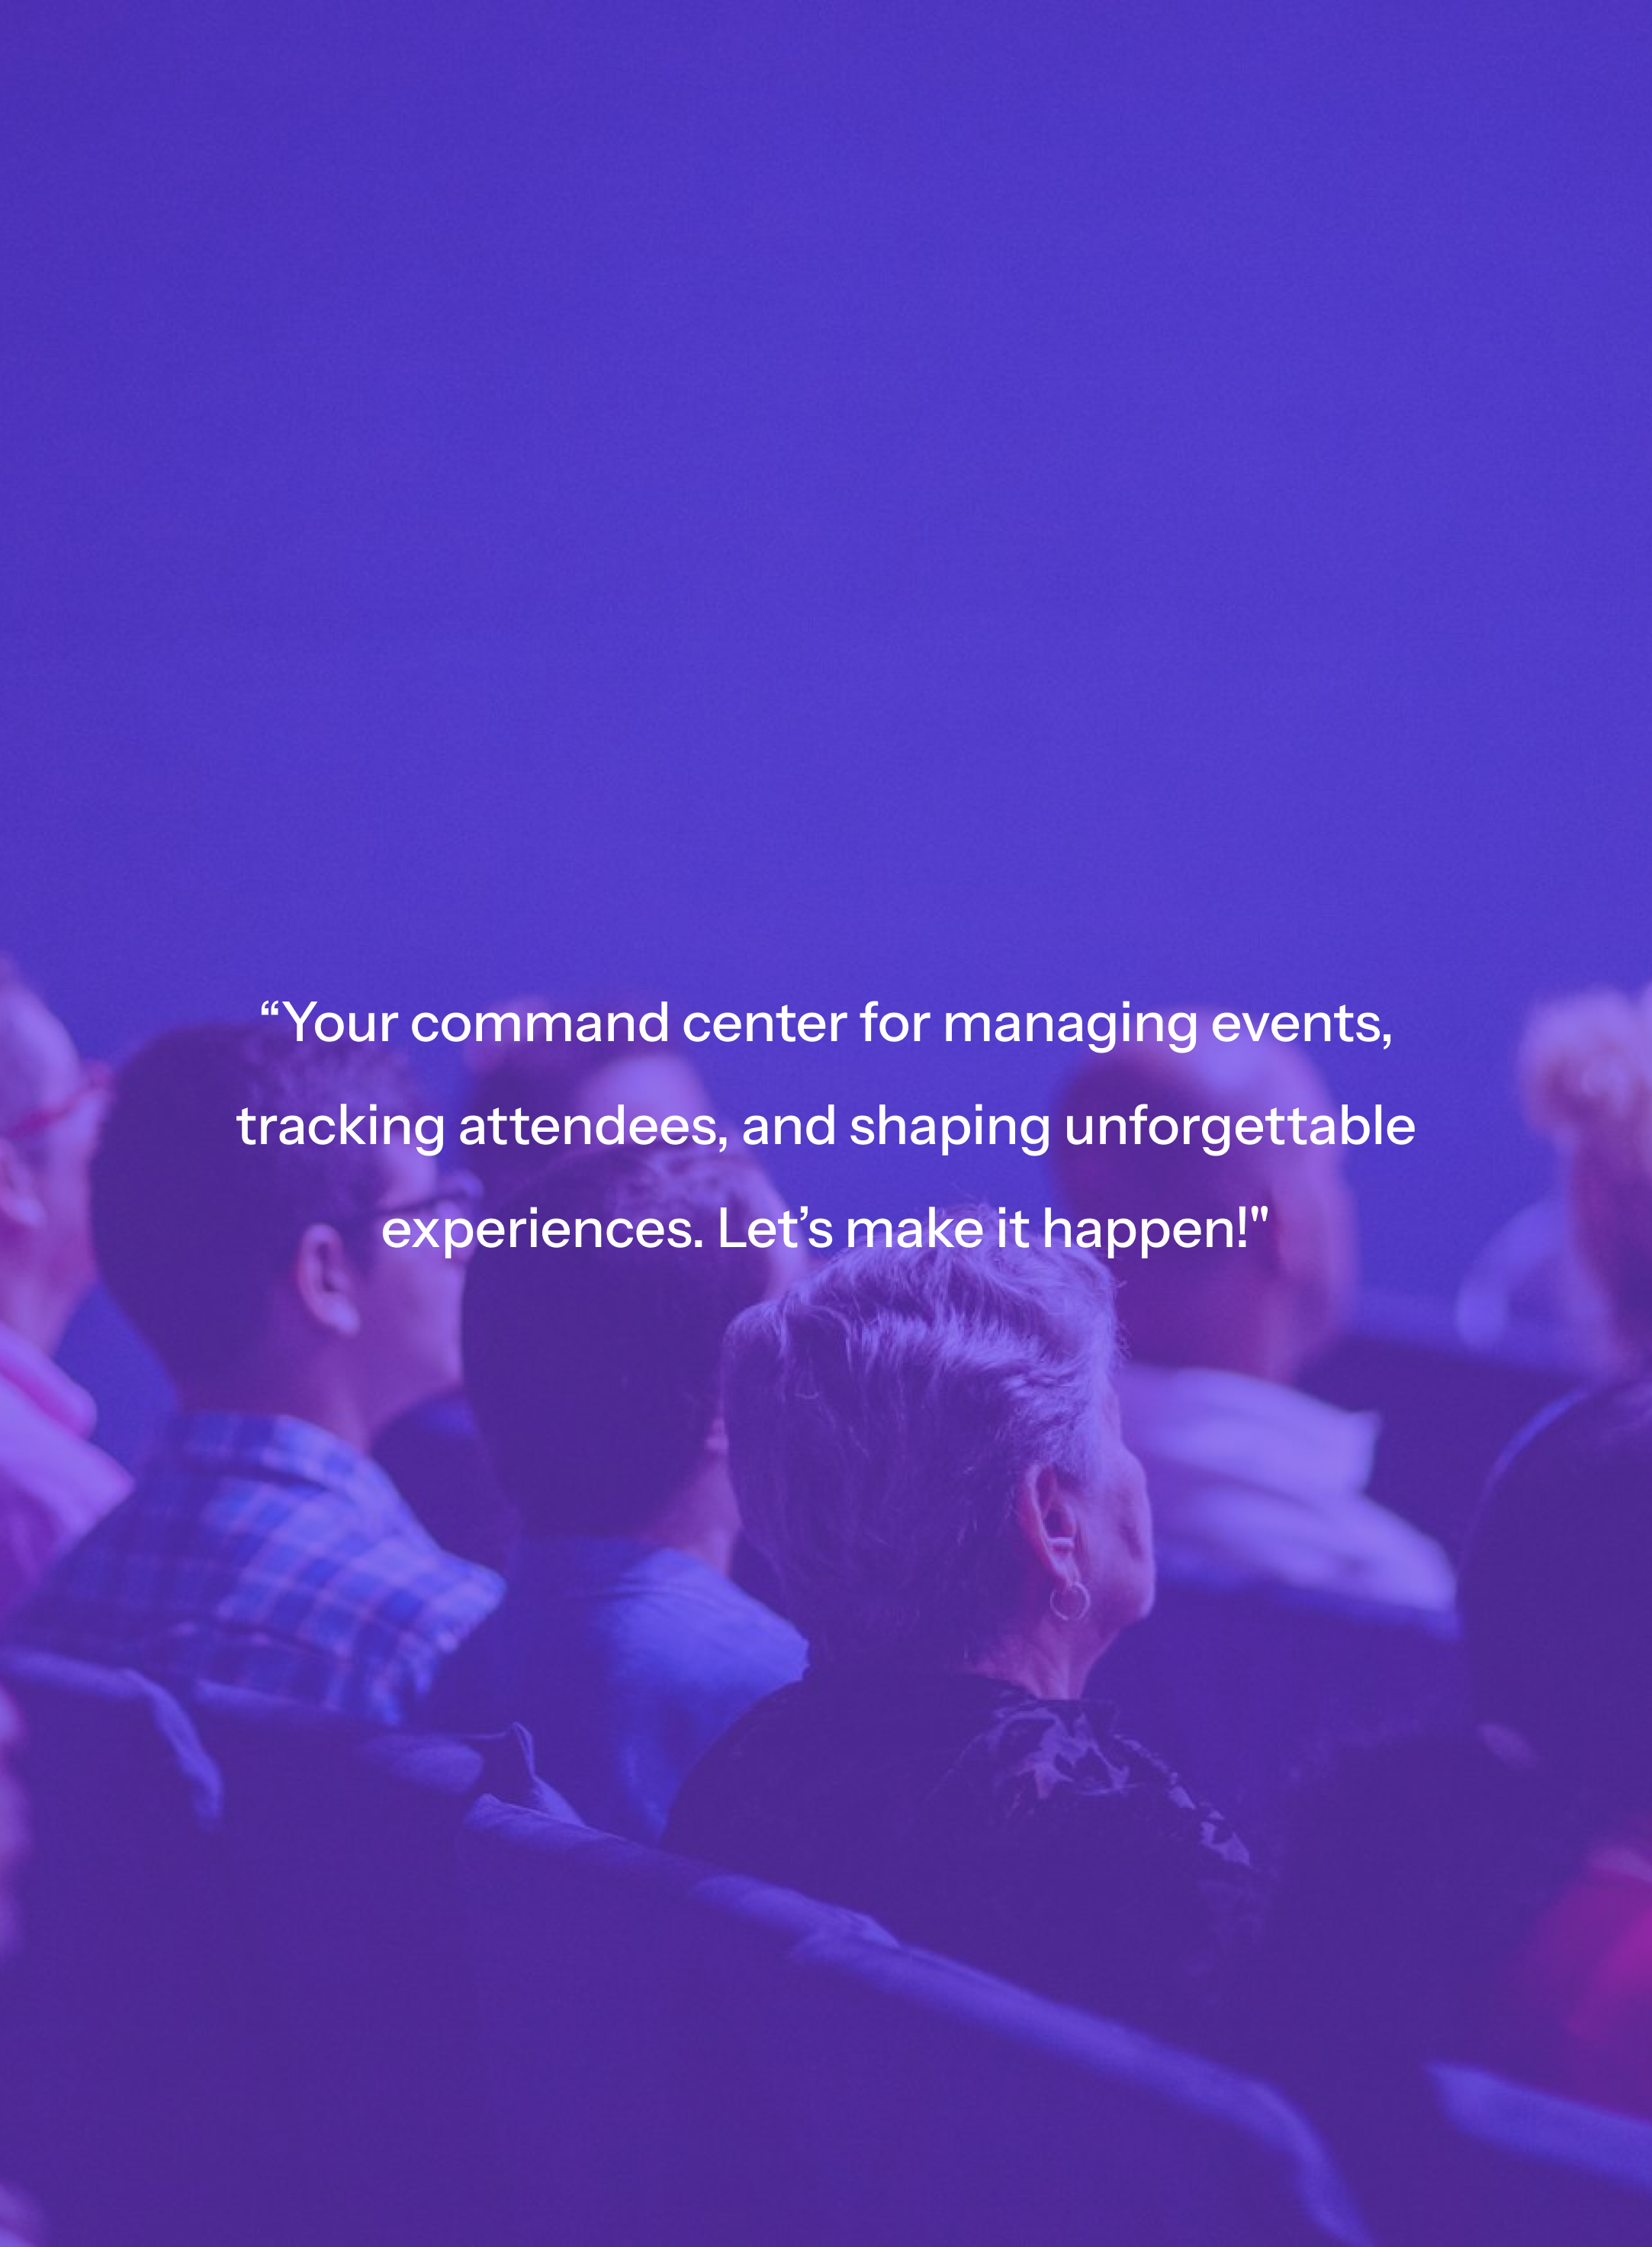 “Your command center for managing events,
tracking attendees, and shaping unforgettable
experiences. Let’s make it happen!"